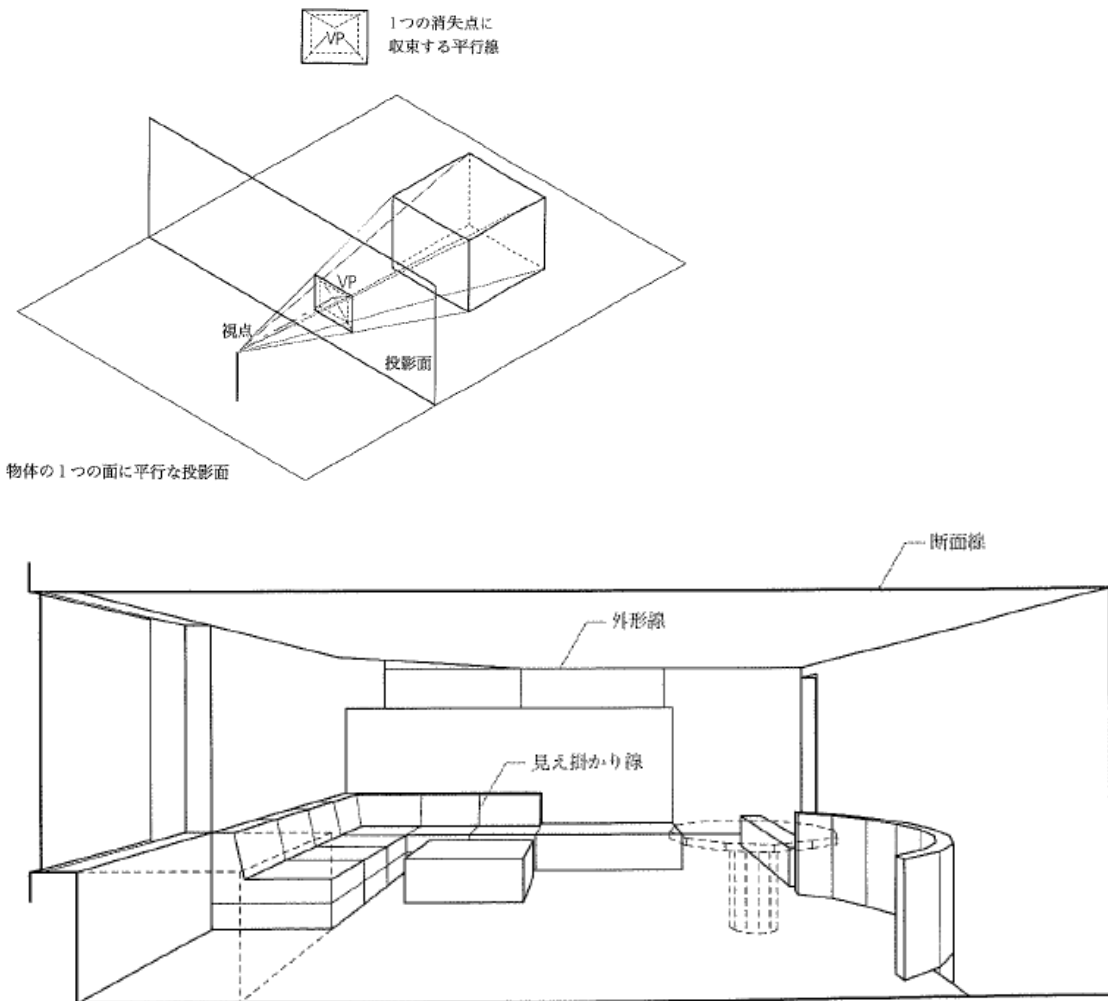 VP
1つの消失点に
収束する平行線
VP
視点
投影面
物体の1つの面に平行な投影面
断面線
外形線
見え掛かり線